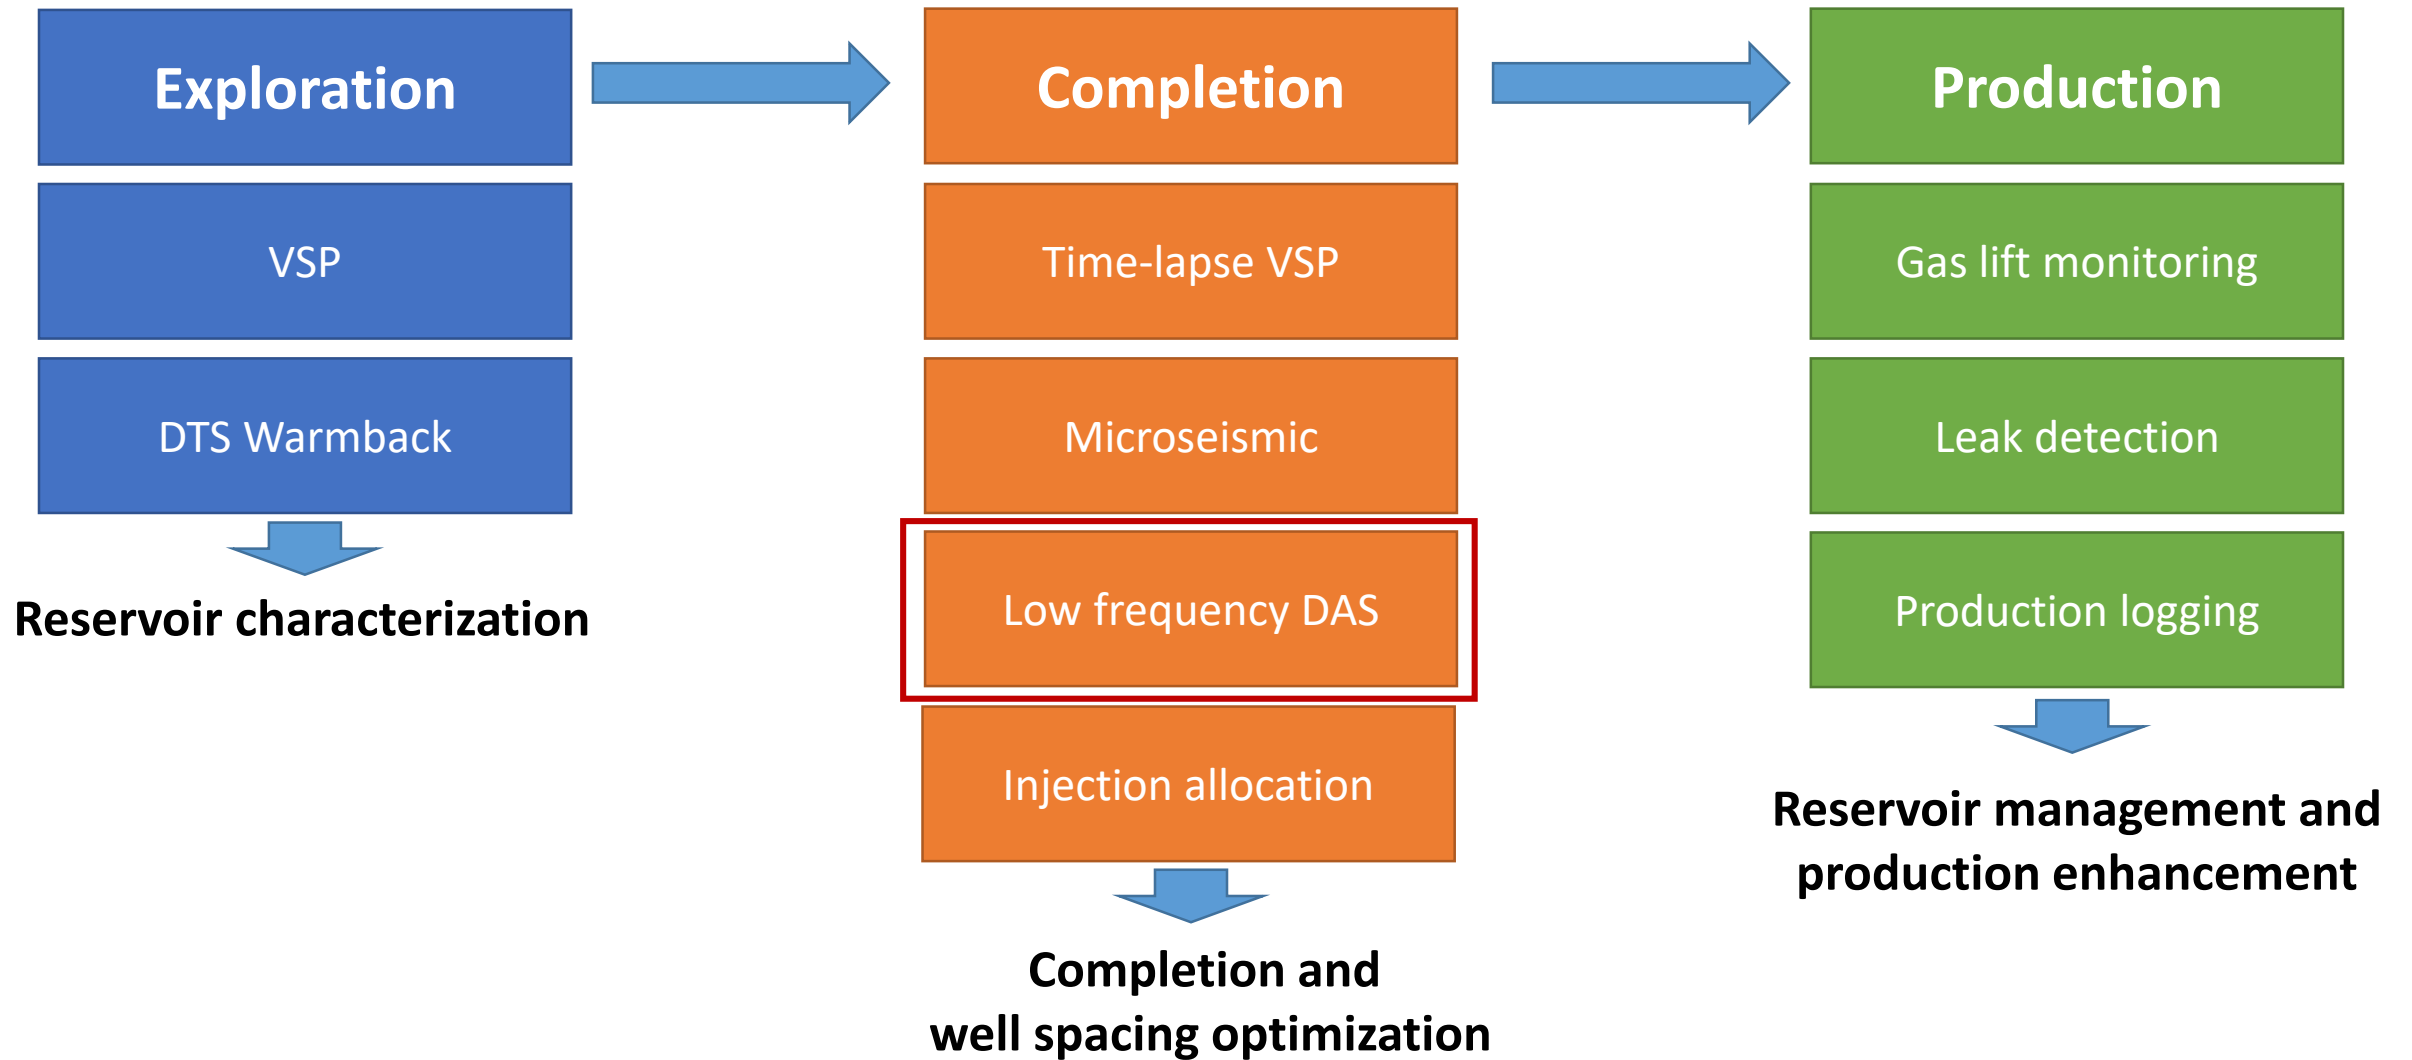 Exploration
VSP
DTS Warmback
Reservoir characterization
Completion
Time-lapse VSP
Microseismic
Low frequency DAS
Injection allocation
Completion and
well spacing optimization
Production
Gas lift monitoring
Leak detection
Production logging
Reservoir management and
production enhancement